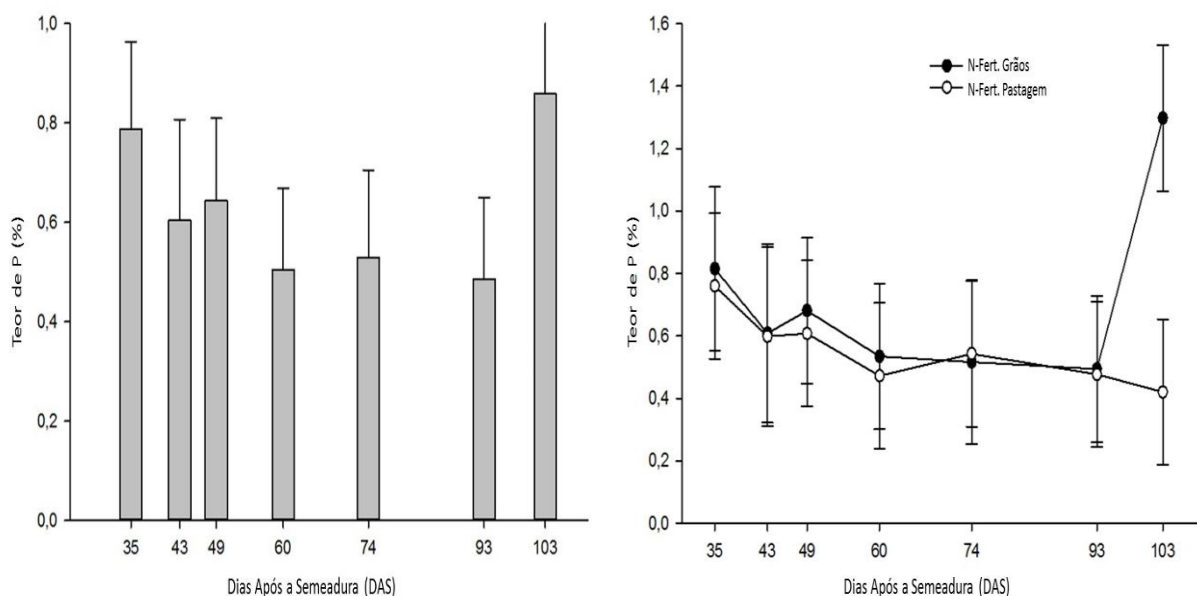 Teor de P (%)
1,0
0,8
0,6
0,4
0,2
0,0
35 43 49 60 74 93 103
Dias Após a Semeadura (DAS)
Teor de P (%)
1,6
1,4
1,2
1,0
0,8
0,6
0,4
0,2
0,0
N-Fert. Grãos
N-Fert. Pastagem
35 43 49 60 74 93 103
Dias Após a Semeadura (DAS)